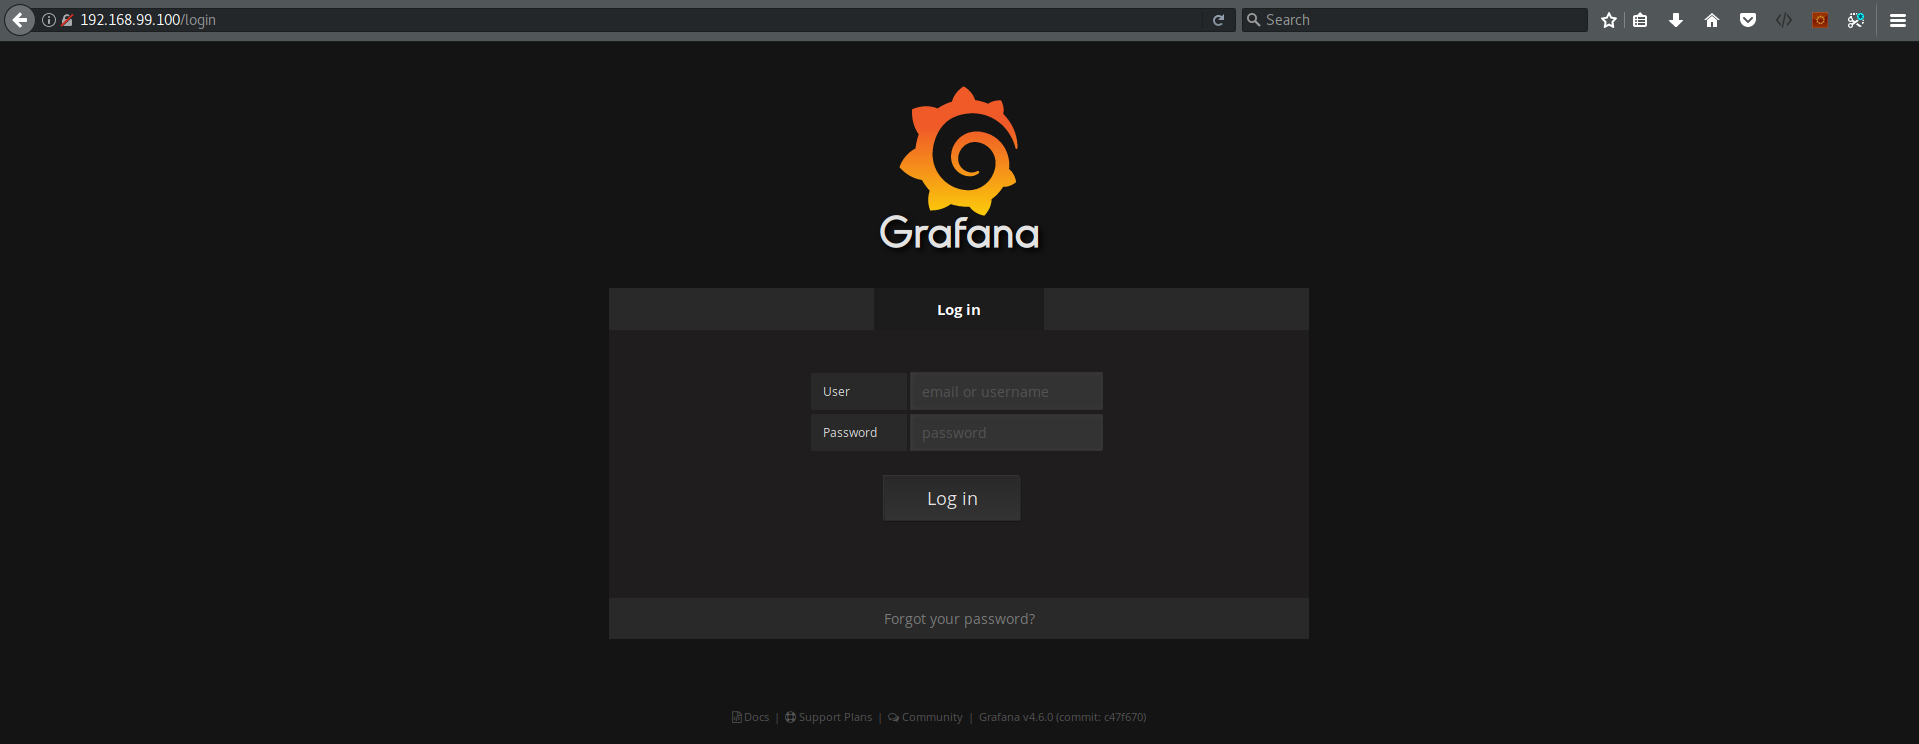 192.168.99.100/login
Search
Grafana
Log in
User
email or username
Password
password
Log in
Forgot your password?
Docs | Support Plans | Community | Grafana v4.6.0 (commit: c47f670)